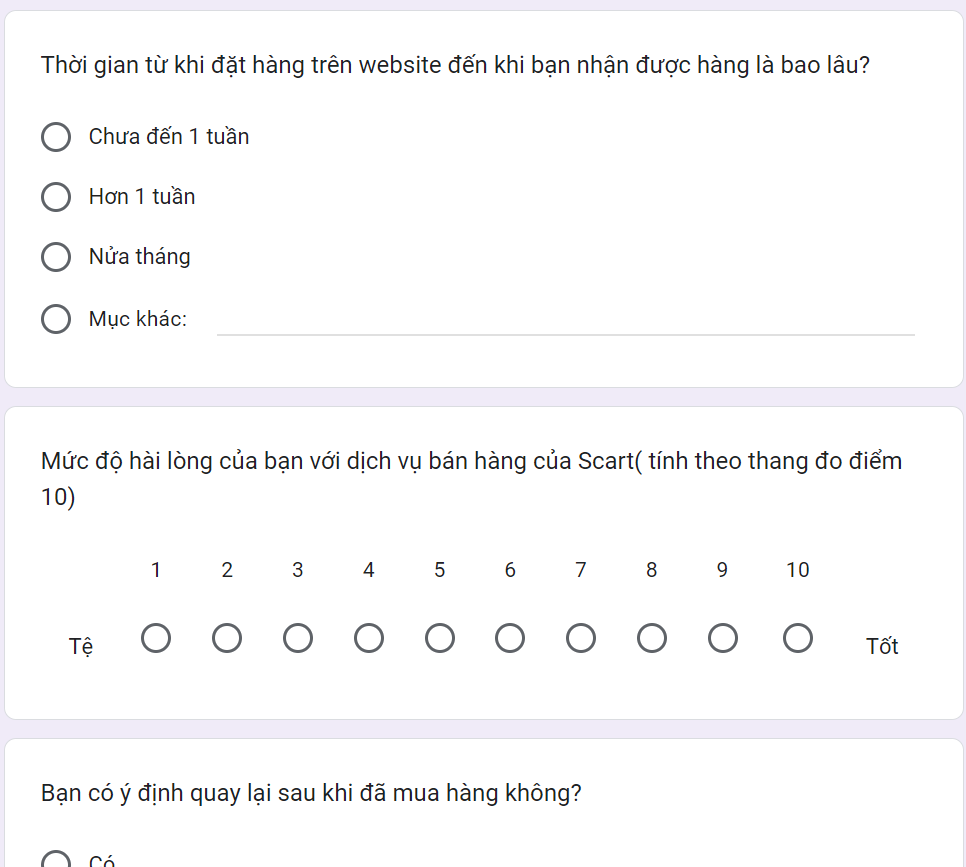 Thời gian từ khi đặt hàng trên website đến khi bạn nhận được hàng là bao lâu?
Chưa đến 1 tuần
Hơn 1 tuần
Nửa tháng
Mục khác:
Mức độ hài lòng của bạn với dịch vụ bán hàng của Scart( tính theo thang đo điểm
10)
1 2 3 4 5 6 7 8 9 10
Tệ Tốt
Bạn có ý định quay lại sau khi đã mua hàng không?
Có